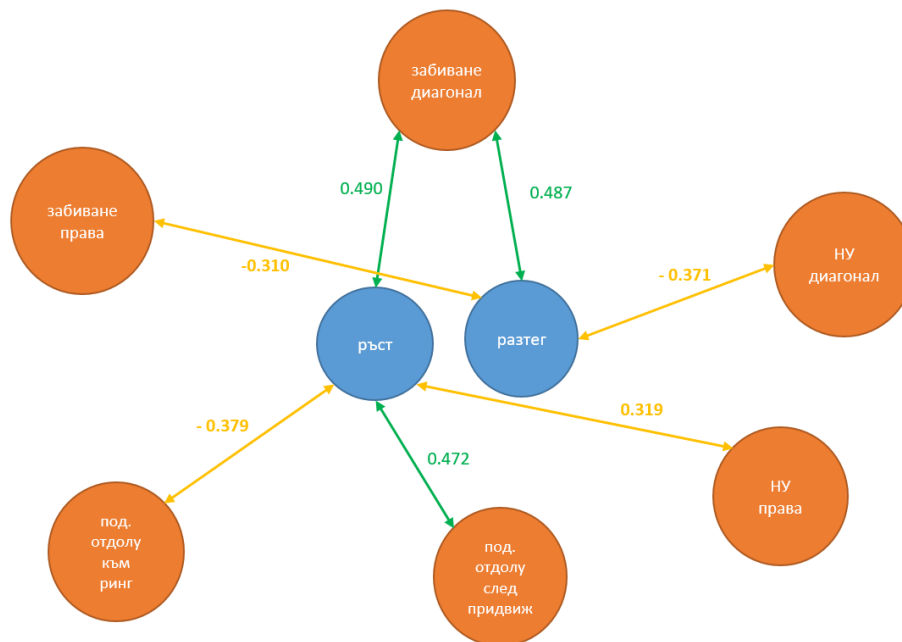 забиване
диагонал
0.490
0.487
забиване
права
-0.310
НУ
диагонал
- 0.371
ръст
разтег
- 0.379
0.319
0.472
НУ
права
под.
отдолу
към
ринг
под.
отдолу
след
придвиж